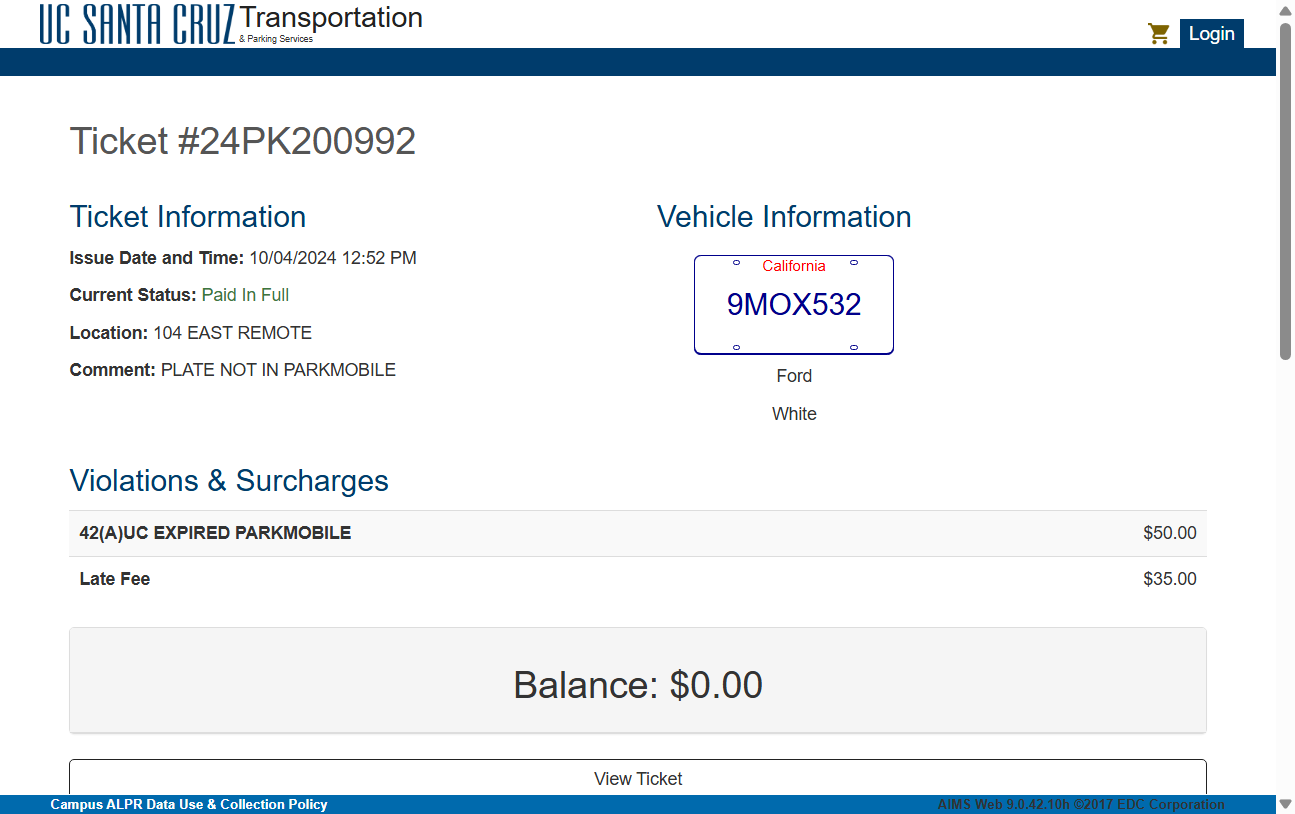 UC SANTA CRUZ Transportation
& Parking Services
Login
Ticket #24PK200992
Ticket Information
Issue Date and Time: 10/04/2024 12:52 PM
Current Status: Paid In Full
Location: 104 EAST REMOTE
Comment: PLATE NOT IN PARKMOBILE
Vehicle Information
California
9MOX532
Ford
White
Violations & Surcharges
42(A)UC EXPIRED PARKMOBILE $50.00
Late Fee $35.00
Balance: $0.00
View Ticket
Campus ALPR Data Use & Collection Policy
AIMS Web 9.0.42.10h ©2017 EDC Corporation